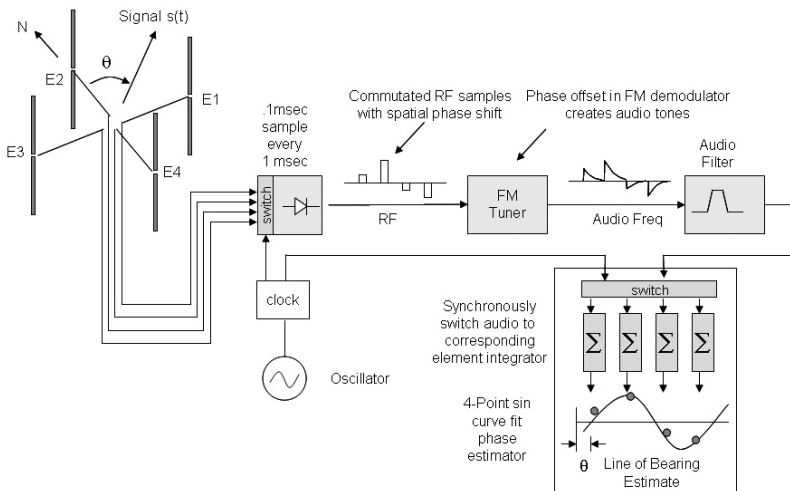 N
Signal s(t)
θ
E2
E1
E3
E4
.1msec
sample
every
1 msec
Commutated RF samples
with spatial phase shift
Phase offset in FM demodulator
creates audio tones
Audio
Filter
switch
RF
FM
Tuner
Audio Freq
clock
Oscillator
switch
Synchronously
switch audio to
corresponding
element integrator
Σ Σ Σ Σ
4-Point sin
curve fit
phase
estimator
θ
Line of Bearing
Estimate